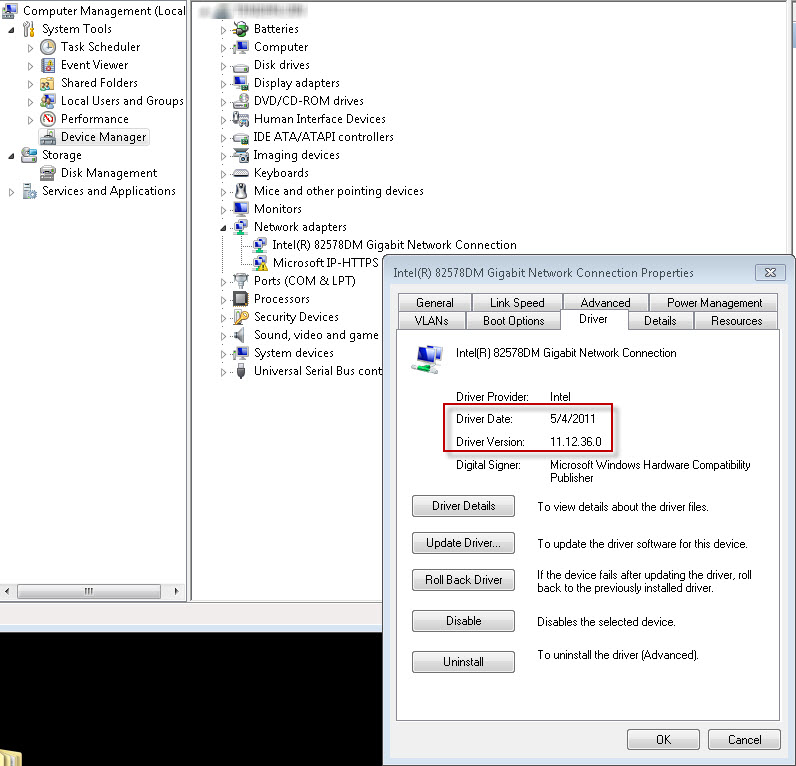 Computer Management (Local
System Tools
Task Scheduler
Event Viewer
Shared Folders
Local Users and Groups
Performance
Device Manager
Storage
Disk Management
Services and Applications
Batteries
Computer
Disk drives
Display adapters
DVD/CD-ROM drives
Human Interface Devices
IDE ATA/ATAPI controllers
Imaging devices
Keyboards
Mice and other pointing devices
Monitors
Network adapters
Intel(R) 82578DM Gigabit Network Connection
Microsoft IP-HTTPS
Ports (COM & LPT)
Processors
Security Devices
Sound, video and game
System devices
Universal Serial Bus cont
Intel(R) 82578DM Gigabit Network Connection Properties
General Link Speed Advanced Power Management
VLANs Boot Options Driver Details Resources
Intel(R) 82578DM Gigabit Network Connection
Driver Provider: Intel
Driver Date: 5/4/2011
Driver Version: 11.12.36.0
Digital Signer: Microsoft Windows Hardware Compatibility
Publisher
Driver Details To view details about the driver files.
Update Driver... To update the driver software for this device.
Roll Back Driver If the device fails after updating the driver, roll
back to the previously installed driver.
Disable Disables the selected device.
Uninstall To uninstall the driver (Advanced).
OK Cancel